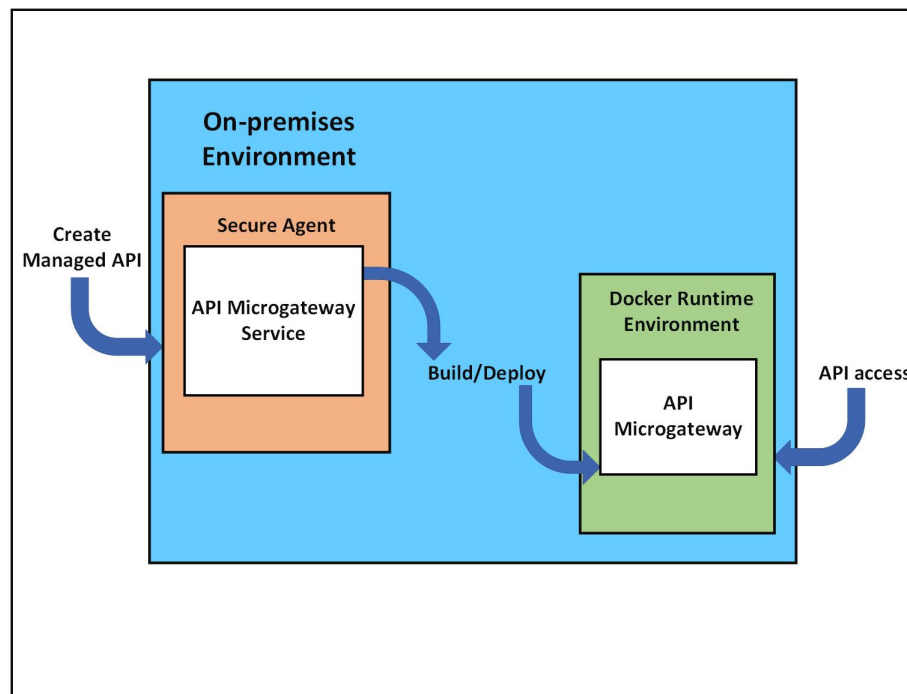 On-premises
Environment
Create
Managed API
Secure Agent
API Microgateway
Service
Build/Deploy
Docker Runtime
Environment
API
Microgateway
API access